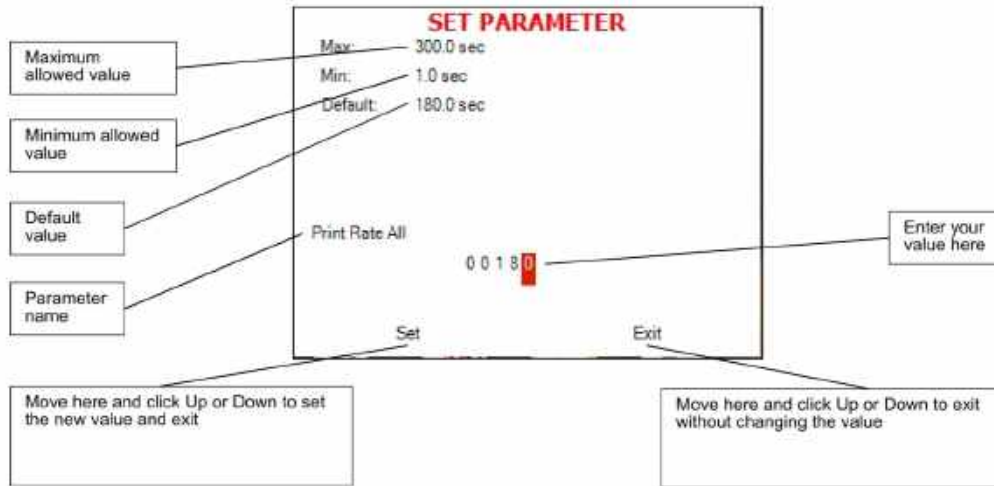 SET PARAMETER
Maximum
allowed value
Max: 300.0 sec
Min: 1.0 sec
Default: 180.0 sec
Minimum allowed
value
Default
value
Print Rate All
Enter your
value here
0 0 1 8 0
Parameter
name
Set
Exit
Move here and click Up or Down to set
the new value and exit
Move here and click Up or Down to exit
without changing the value